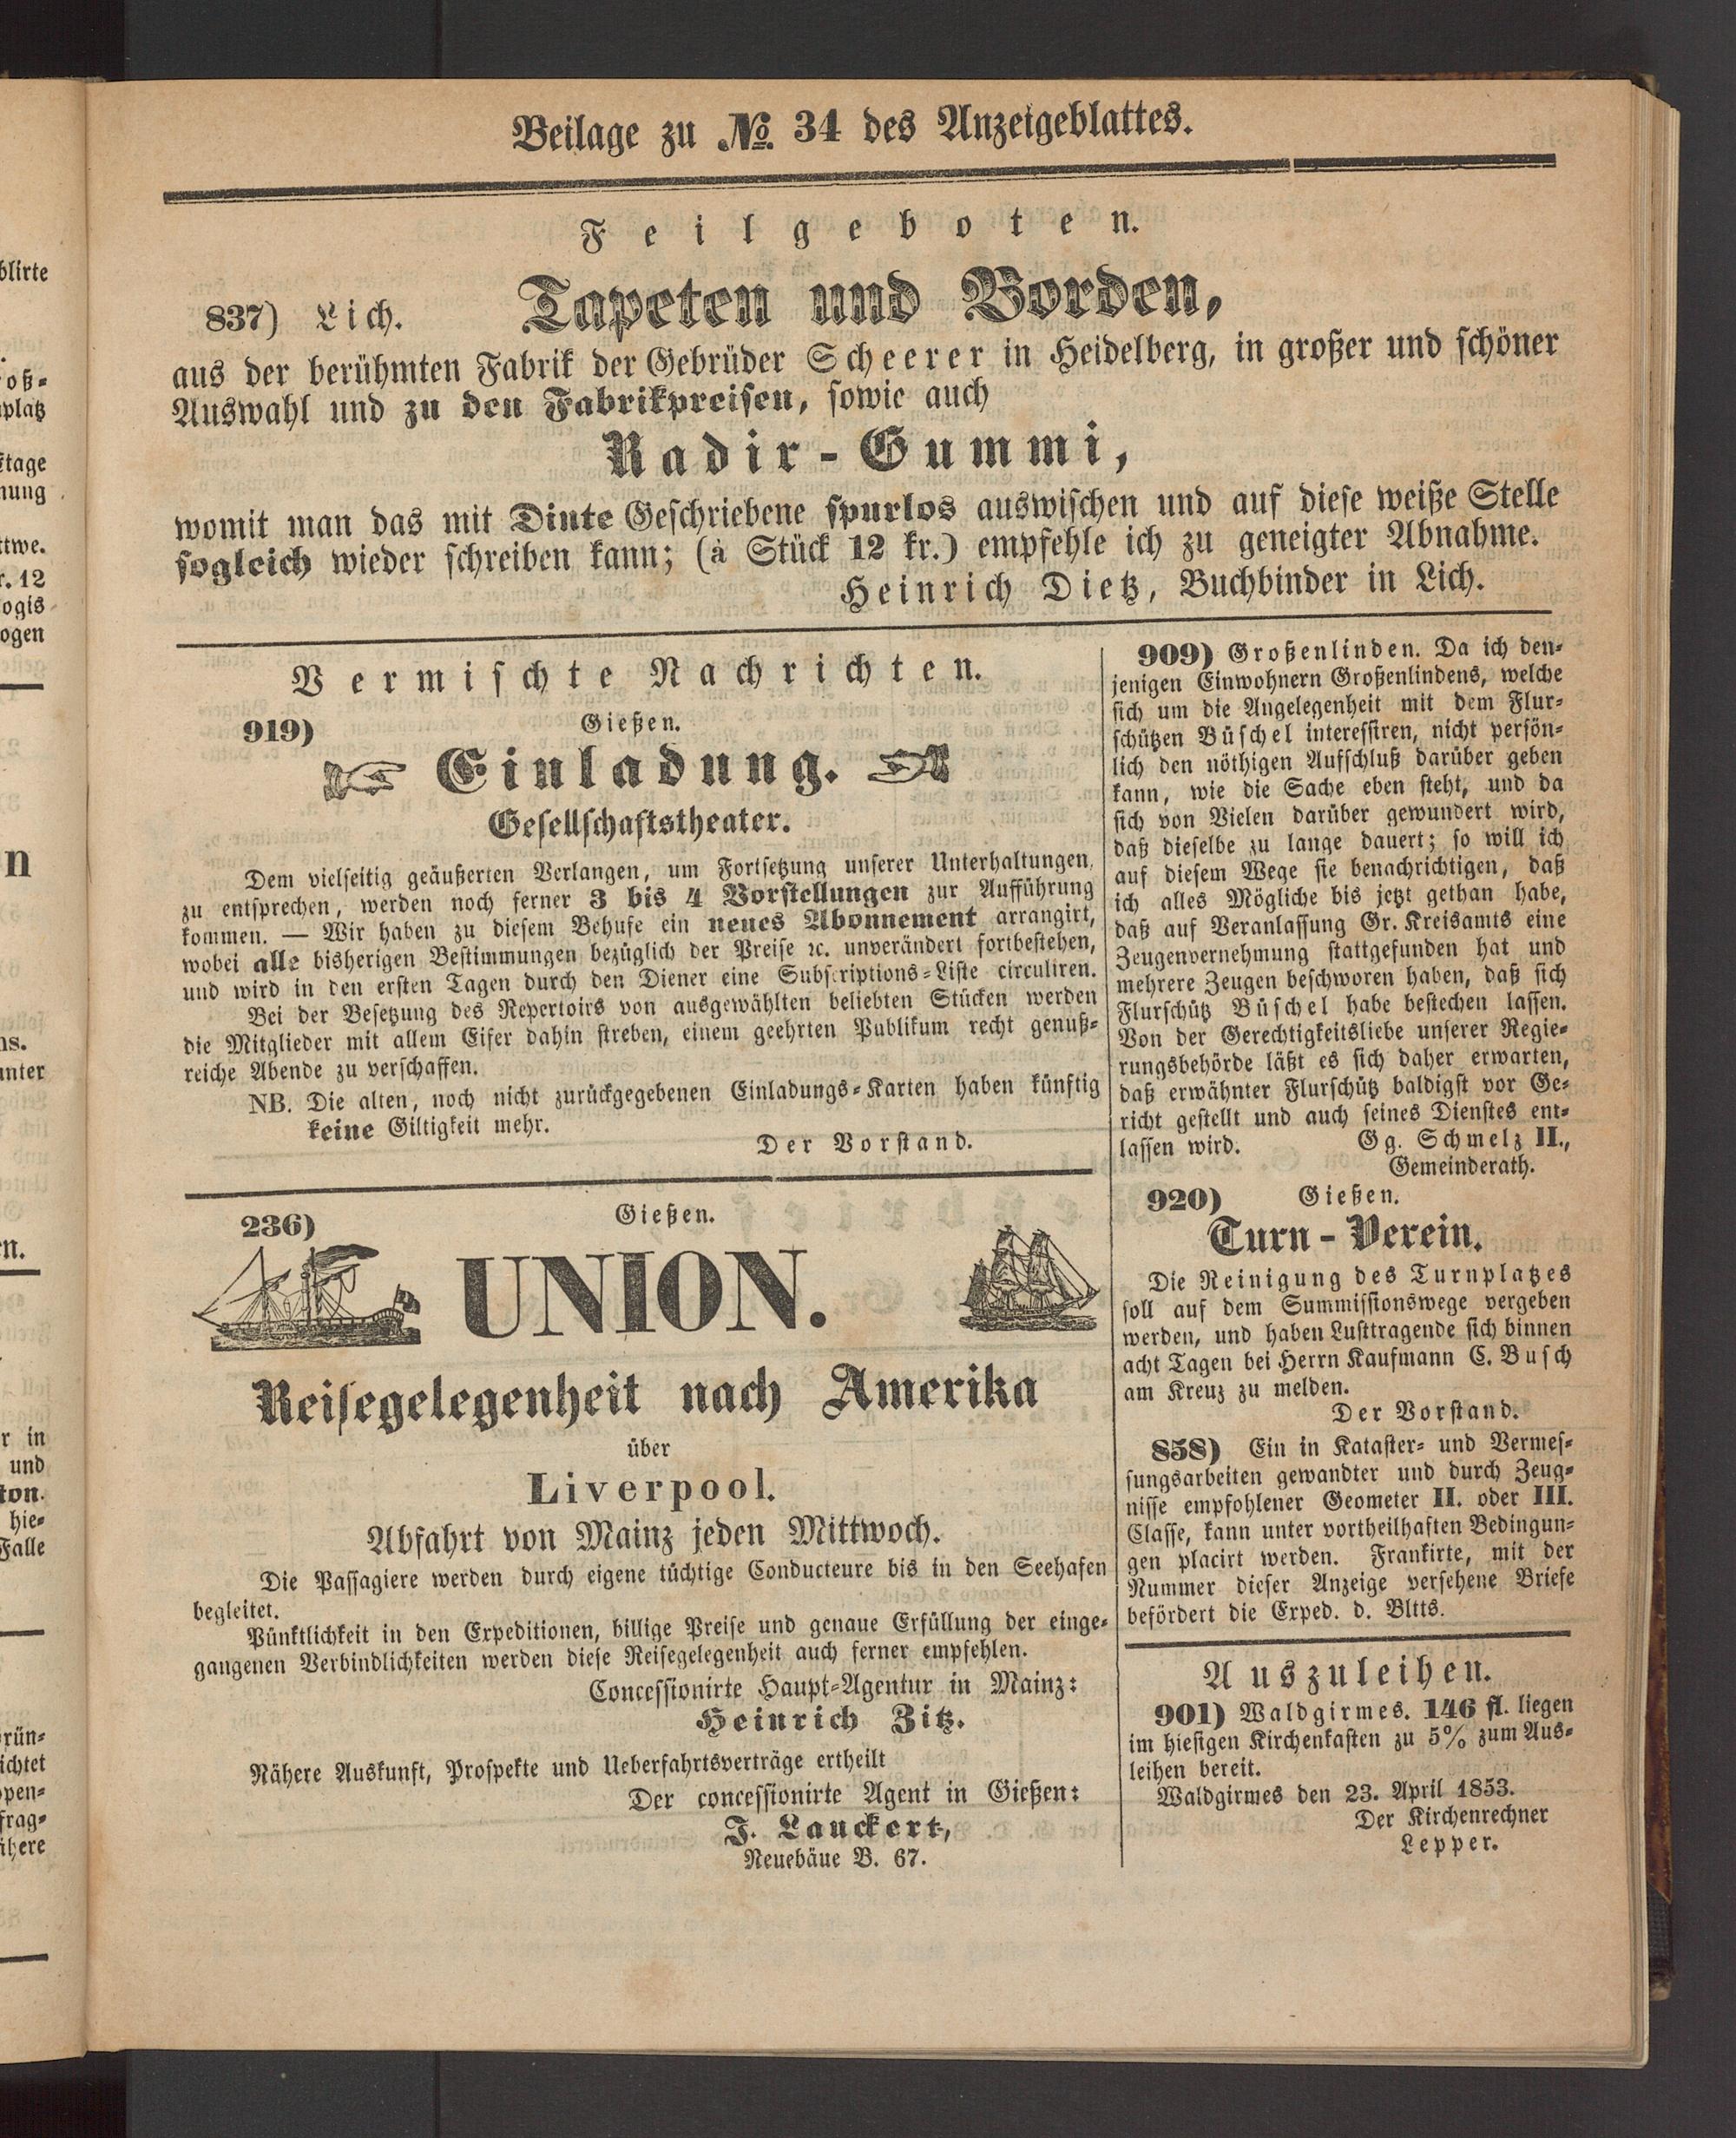 Beilage zu No. 34 des Anzeigeblattes.
Feilgeboten.
837) Lich. Tapeten und Borden,
aus der berühmten Fabrik der Gebrüder Scheerer in Heidelberg, in großer und schöner
Auswahl und zu den Fabrikpreisen, sowie auch
Radir-Gummi,
womit man das mit Dinte Geschriebene spurlos auswischen und auf diese weiße Stelle
sogleich wieder schreiben kann; (à Stück 12 kr.) empfehle ich zu geneigter Abnahme.
Heinrich Dietz, Buchbinder in Lich.
Vermischte Nachrichten.
919) Gießen.
Einladung.
Gesellschaftstheater.
Dem vielseitig geäußerten Verlangen, um Fortsetzung unserer Unterhaltungen,
zu entsprechen, werden noch ferner 3 bis 4 Vorstellungen zur Aufführung
kommen. — Wir haben zu diesem Behufe ein neues Abonnement arrangirt,
wobei alle bisherigen Bestimmungen bezüglich der Preise ꝛc. unverändert fortbestehen,
und wird in den ersten Tagen durch den Diener eine Subscriptions-Liste circuliren.
Bei der Besetzung des Repertoirs von ausgewählten beliebten Stücken werden
die Mitglieder mit allem Eifer dahin streben, einem geehrten Publikum recht genuß-
reiche Abende zu verschaffen.
NB. Die alten, noch nicht zurückgegebenen Einladungs-Karten haben künftig
keine Giltigkeit mehr.
Der Vorstand.
236) Gießen.
UNION.
Reisegelegenheit nach Amerika
über
Liverpool.
Abfahrt von Mainz jeden Mittwoch.
Die Passagiere werden durch eigene tüchtige Conducteure bis in den Seehafen
begleitet.
Pünktlichkeit in den Expeditionen, billige Preise und genaue Erfüllung der einge-
gangenen Verbindlichkeiten werden diese Reisegelegenheit auch ferner empfehlen.
Concessionirte Haupt-Agentur in Mainz:
Heinrich Zitz.
Nähere Auskunft, Prospekte und Ueberfahrtsverträge ertheilt
Der concessionirte Agent in Gießen:
J. Lauckert,
Neuebäue B. 67.
909) Großenlinden. Da ich den-
jenigen Einwohnern Großenlindens, welche
sich um die Angelegenheit mit dem Flur-
schützen Büschel interessiren, nicht persön-
lich den nöthigen Aufschluß darüber geben
kann, wie die Sache eben steht, und da
sich von Vielen darüber gewundert wird,
daß dieselbe zu lange dauert; so will ich
auf diesem Wege sie benachrichtigen, daß
ich alles Mögliche bis jetzt gethan habe,
daß auf Veranlassung Gr. Kreisamts eine
Zeugenvernehmung stattgefunden hat und
mehrere Zeugen beschworen haben, daß sich
Flurschütz Büschel habe bestechen lassen.
Von der Gerechtigkeitsliebe unserer Regie-
rungsbehörde läßt es sich daher erwarten,
daß erwähnter Flurschütz baldigst vor Ge-
richt gestellt und auch seines Dienstes ent-
lassen wird. Gg. Schmelz II.,
Gemeinderath.
920) Gießen.
Turn-Verein.
Die Reinigung des Turnplatzes
soll auf dem Summissionswege vergeben
werden, und haben Lusttragende sich binnen
acht Tagen bei Herrn Kaufmann C. Busch
am Kreuz zu melden.
Der Vorstand.
858) Ein in Kataster- und Vermes-
sungsarbeiten gewandter und durch Zeug-
nisse empfohlener Geometer II. oder III.
Classe, kann unter vortheilhaften Bedingun-
gen placirt werden. Frankirte, mit der
Nummer dieser Anzeige versehene Briefe
befördert die Exped. d. Bltts.
Auszuleihen.
901) Waldgirmes. 146 fl. liegen
im hiesigen Kirchenkasten zu 5% zum Aus-
leihen bereit.
Waldgirmes den 23. April 1853.
Der Kirchenrechner
Lepper.